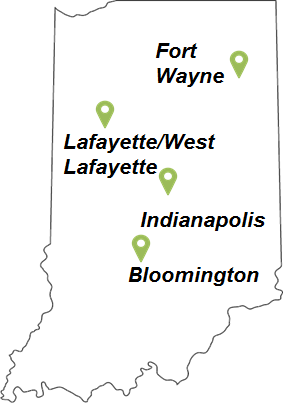 Fort
Wayne
Lafayette/West
Lafayette
Indianapolis
Bloomington